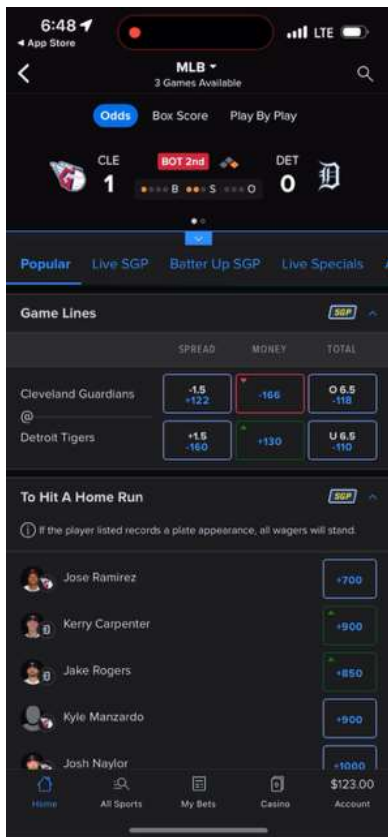 6:48
LTE
App Store
MLB
3 Games Available
Odds Box Score Play By Play
CLE BOT 2nd DET
1 B S O 0
Popular Live SGP Batter Up SGP Live Specials
Game Lines SGP
SPREAD MONEY TOTAL
Cleveland Guardians -1.5 +122 -166 O 6.5 -118
@
Detroit Tigers +1.5 -160 +130 U 6.5 -110
To Hit A Home Run SGP
If the player listed records a plate appearance, all wagers will stand.
Jose Ramirez +700
Kerry Carpenter +900
Jake Rogers +850
Kyle Manzardo +900
Josh Naylor +1000
Home All Sports My Bets Casino $123.00 Account